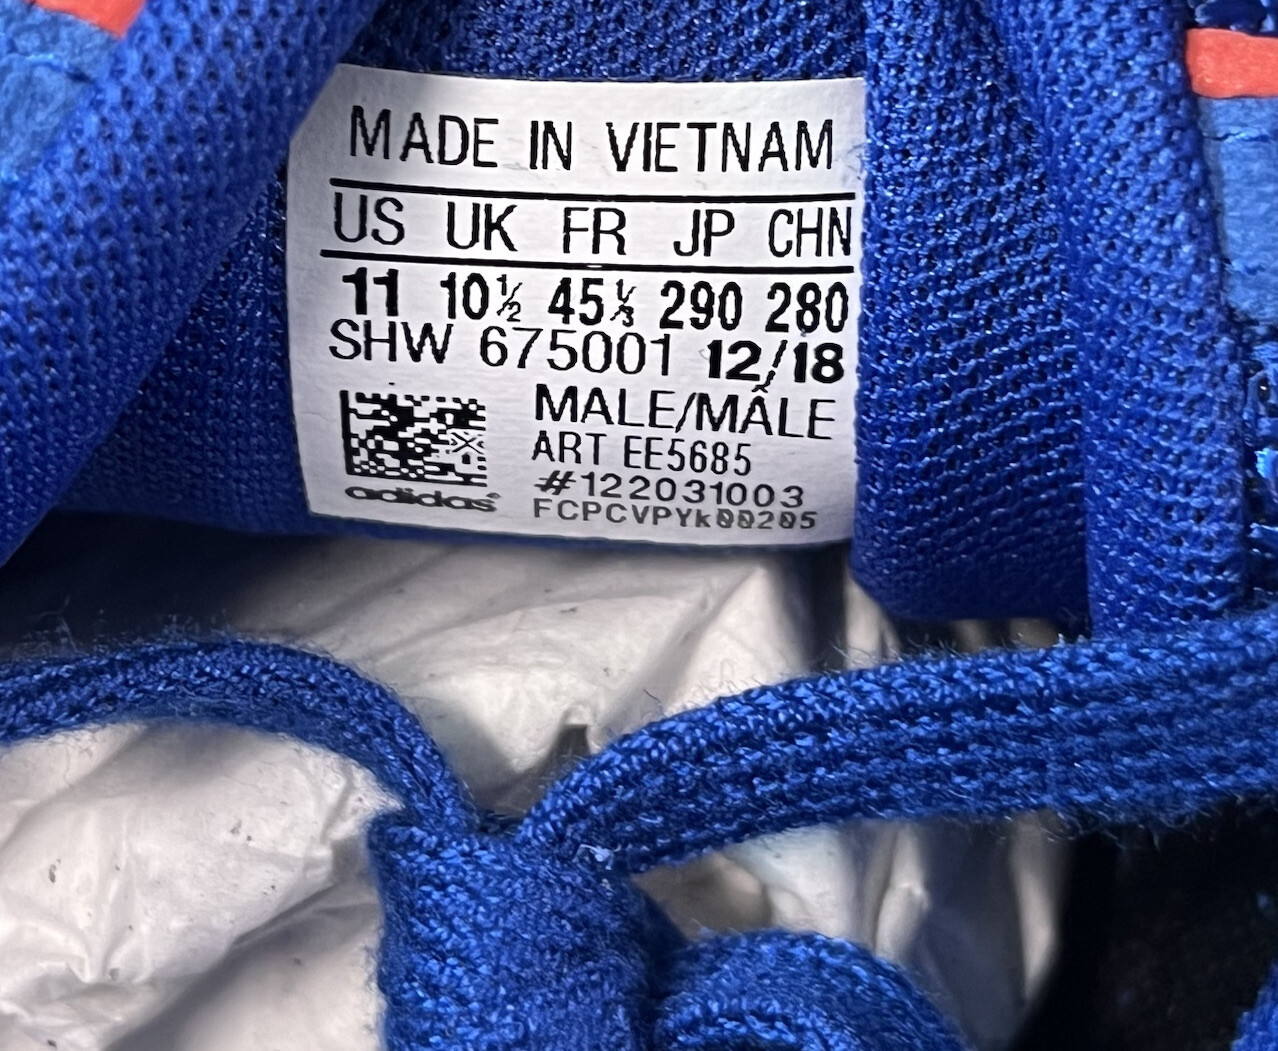 MADE IN VIETNAM
US UK FR JP CHN
11 10½ 45⅓ 290 280
SHW 675001 12/18
MALE/MÂLE
ART EE5685
#122031003
FCPCVPYk00205
adidas